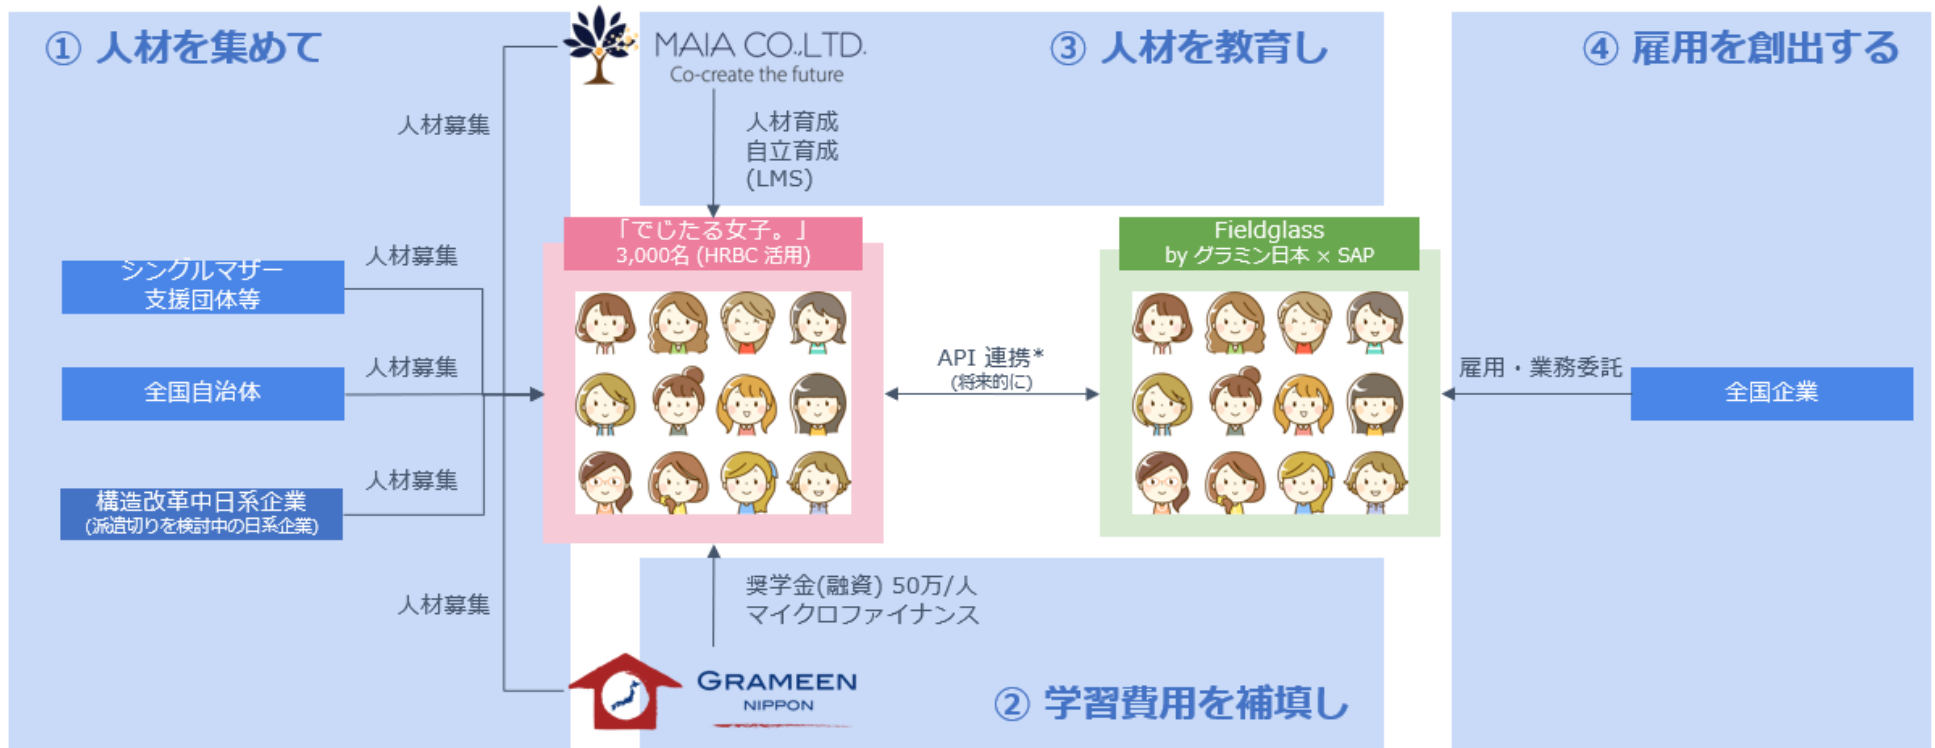 ① 人材を集めて
MAIA CO.,LTD.
Co-create the future
③ 人材を教育し
④ 雇用を創出する
人材募集
人材育成
自立育成
(LMS)
人材募集
シングルマザー
支援団体等
「でじたる女子。」
3,000名 (HRBC 活用)
Fieldglass
by グラミン日本 × SAP
人材募集
全国自治体
API 連携*
(将来的に)
雇用・業務委託
全国企業
人材募集
構造改革中日系企業
(派遣切りを検討中の日系企業)
人材募集
奨学金(融資) 50万/人
マイクロファイナンス
GRAMEEN
NIPPON
② 学習費用を補填し